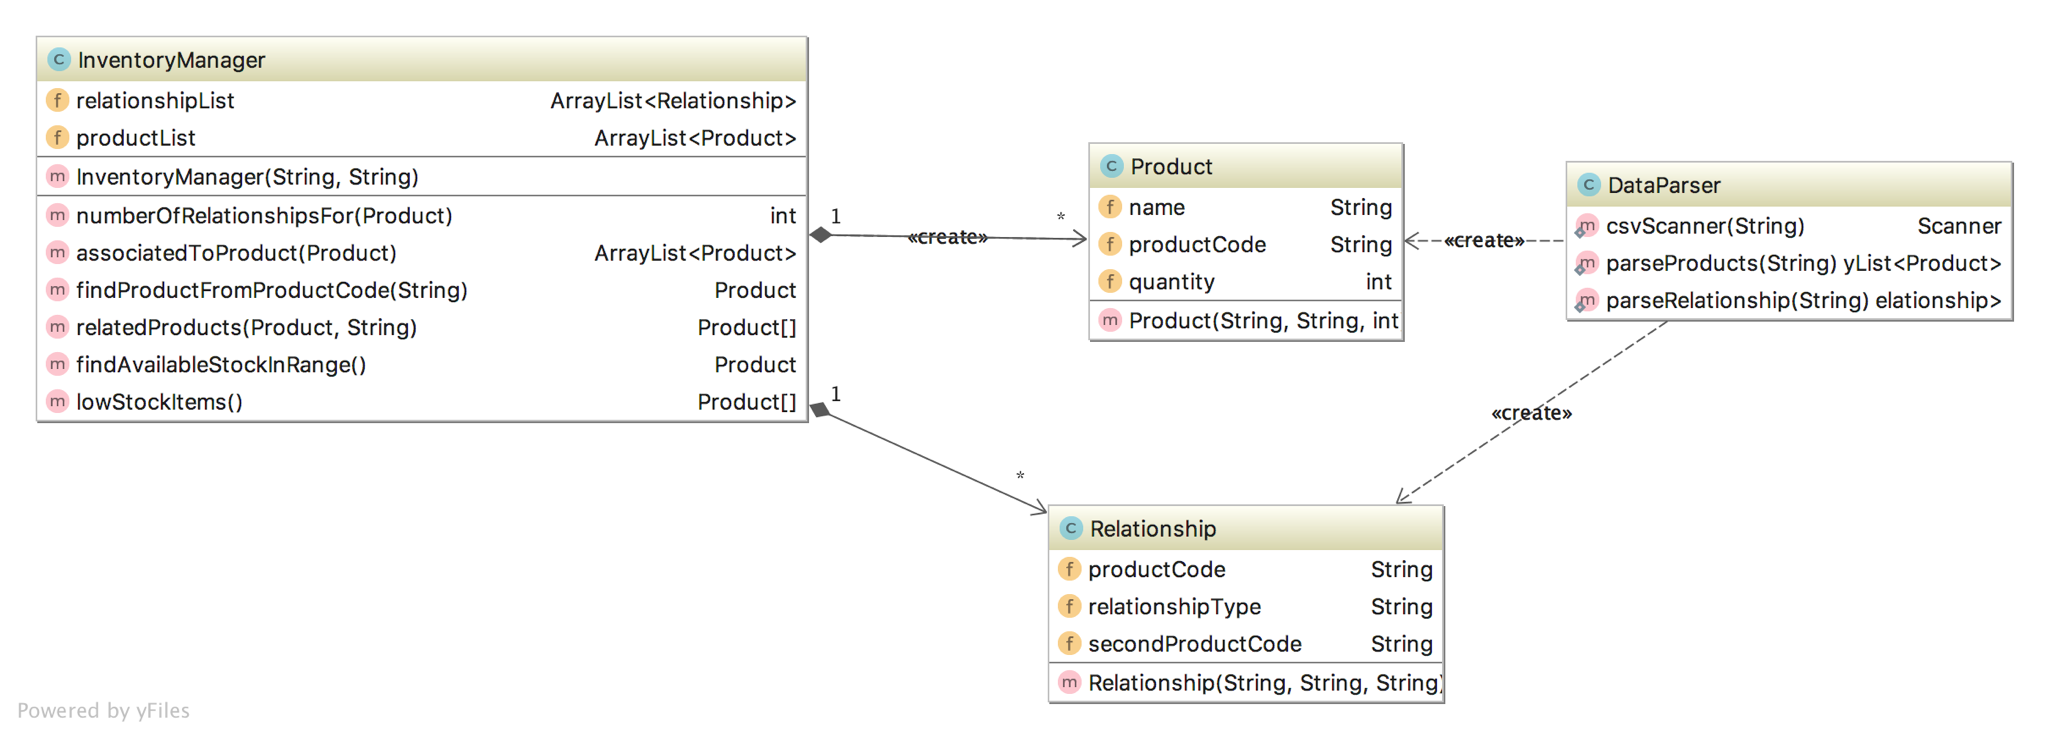 C InventoryManager
f relationshipList ArrayList<Relationship>
f productList ArrayList<Product>
m InventoryManager(String, String)
m numberOfRelationshipsFor(Product) int
m associatedToProduct(Product) ArrayList<Product>
m findProductFromProductCode(String) Product
m relatedProducts(Product, String) Product[]
m findAvailableStockInRange() Product
m lowStockItems() Product[]
1
*
«create»
1
*
C Product
f name String
f productCode String
f quantity int
m Product(String, String, int
«create»
C DataParser
m csvScanner(String) Scanner
m parseProducts(String) yList<Product>
m parseRelationship(String) elationship>
«create»
C Relationship
f productCode String
f relationshipType String
f secondProductCode String
m Relationship(String, String, String)
Powered by yFiles